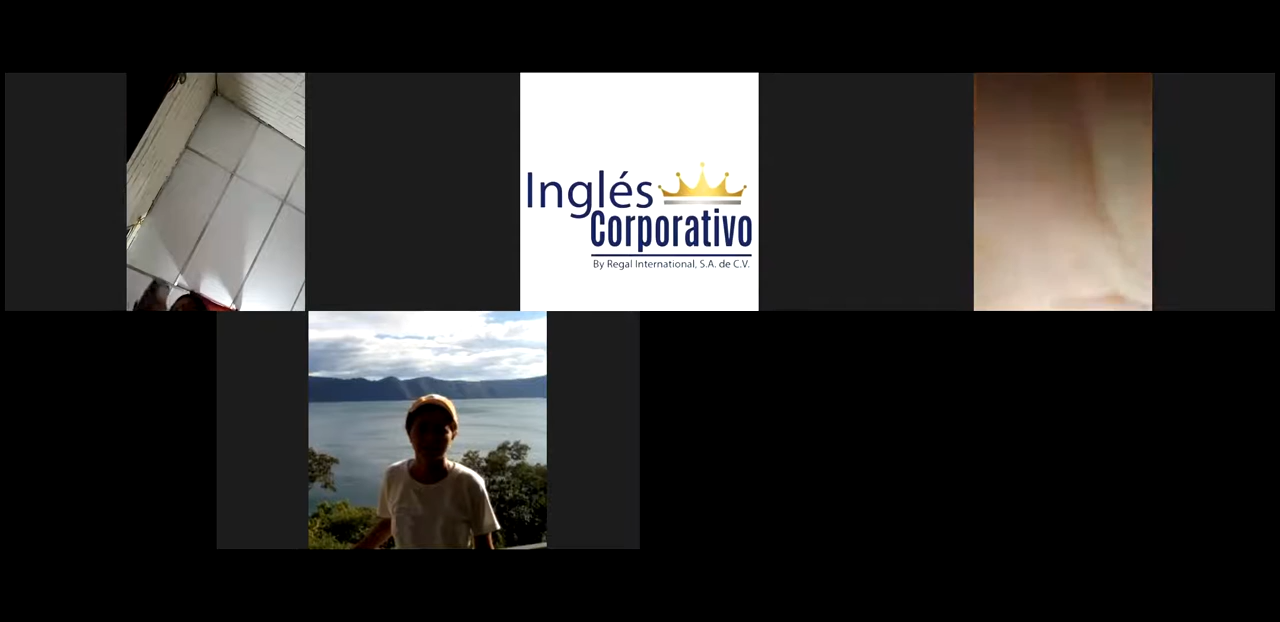 Inglés
Corporativo
By Regal International, S.A. de C.V.